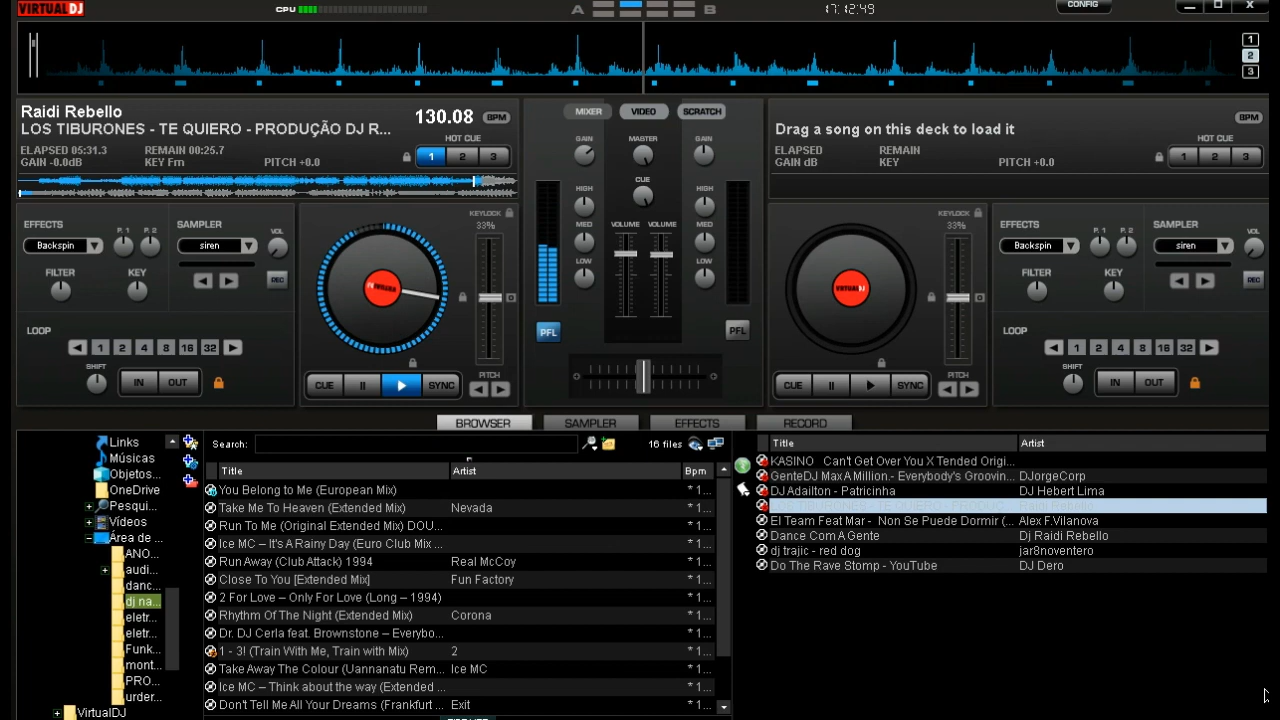 VIRTUAL DJ
CPU
A
B
17:12:49
CONFIG
1
2
3
Raidi Rebello
130.08 BPM
LOS TIBURONES - TE QUIERO - PRODUÇÃO DJ R...
HOT CUE
ELAPSED 05:31.3 REMAIN 00:25.7
1 2 3
GAIN -0.0dB KEY Fm PITCH +0.0
MIXER VIDEO SCRATCH
GAIN MASTER GAIN
CUE
HIGH HIGH
MED VOLUME VOLUME MED
LOW LOW
PFL PFL
BPM
Drag a song on this deck to load it
HOT CUE
ELAPSED REMAIN
1 2 3
GAIN dB KEY PITCH +0.0
EFFECTS P. 1 P. 2 SAMPLER VOL
Backspin siren
FILTER KEY REC
LOOP
1 2 4 8 16 32
SHIFT IN OUT
KEYLOCK
33%
CUE SYNC PITCH
KEYLOCK
33%
VIRTUAL DJ
CUE SYNC PITCH
EFFECTS P. 1 P. 2 SAMPLER VOL
Backspin siren
FILTER KEY REC
LOOP
1 2 4 8 16 32
SHIFT IN OUT
BROWSER SAMPLER EFFECTS RECORD
Links
Músicas
Objetos...
OneDrive
Pesqui...
Vídeos
Área de ...
ANO...
audi...
danc...
dj na...
eletr...
eletr...
Funk...
mont...
PRO...
urder...
VirtualDJ
Search: 16 files
Title Artist Bpm
You Belong to Me (European Mix) * 1...
Take Me To Heaven (Extended Mix) Nevada * 1...
Run To Me (Original Extended Mix) DOU... * 1...
Ice MC – It's A Rainy Day (Euro Club Mix ... * 1...
Run Away (Club Attack) 1994 Real McCoy * 1...
Close To You [Extended Mix] Fun Factory * 1...
2 For Love – Only For Love (Long – 1994) * 1...
Rhythm Of The Night (Extended Mix) Corona * 1...
Dr. DJ Cerla feat. Brownstone – Everybo... * 1...
1 - 3! (Train With Me, Train with Mix) 2 * 1...
Take Away The Colour (Uannanatu Rem... Ice MC * 1...
Ice MC – Think about the way (Extended ... * 1...
Don't Tell Me All Your Dreams (Frankfurt ... Exit * 1...
Title Artist
KASINO Can't Get Over You X Tended Origi...
GenteDJ Max A Million.- Everybody's Groovin... DJorgeCorp
DJ Adailton - Patricinha DJ Hebert Lima
El Team Feat Mar - Non Se Puede Dormir (... Alex F.Vilanova
Dance Com A Gente Dj Raidi Rebello
dj trajic - red dog jar8noventero
Do The Rave Stomp - YouTube DJ Dero